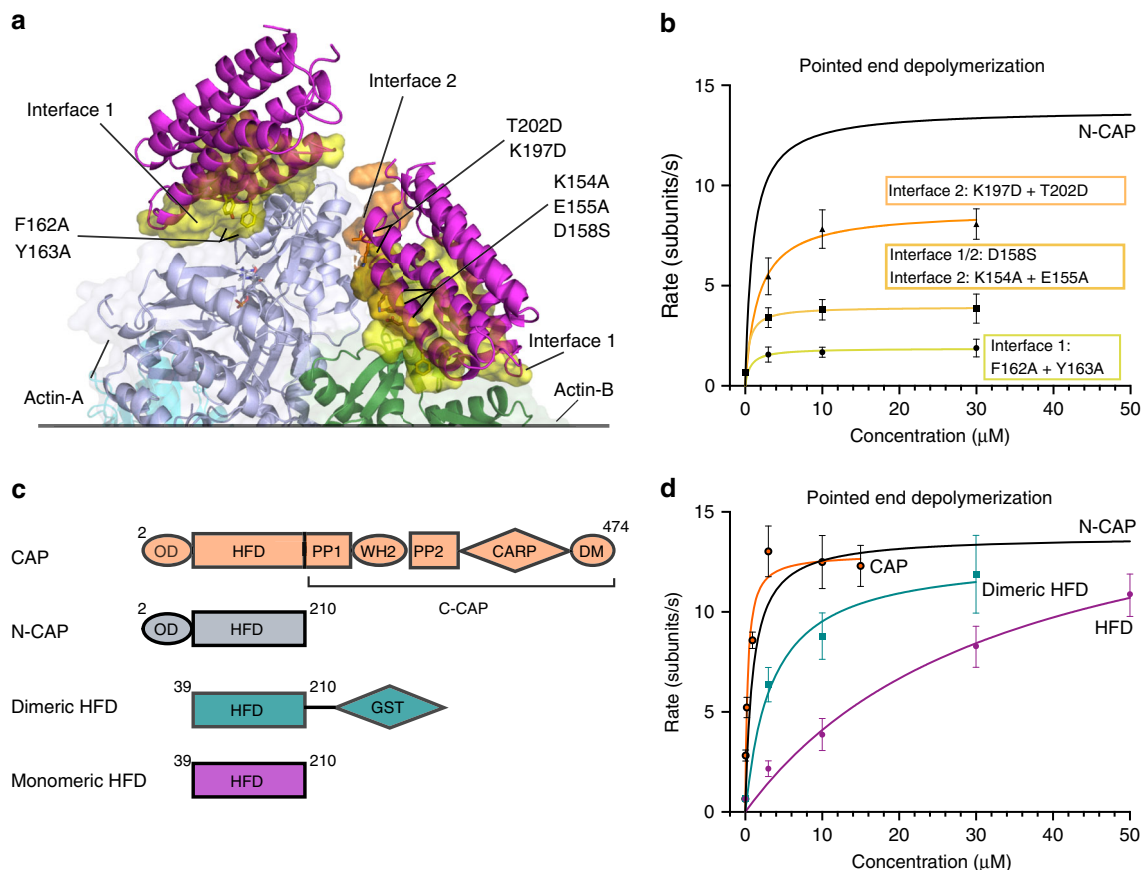 a
Interface 1
Interface 2
T202D
K197D
K154A
E155A
D158S
F162A
Y163A
Interface 1
Actin-A
Actin-B
b
Pointed end depolymerization
15
10
5
0
Rate (subunits/s)
N-CAP
Interface 2: K197D + T202D
Interface 1/2: D158S
Interface 2: K154A + E155A
Interface 1:
F162A + Y163A
0 10 20 30 40 50
Concentration (μM)
c
CAP
2
474
OD HFD PP1 WH2 PP2 CARP DM
C-CAP
N-CAP
2
210
OD HFD
Dimeric HFD
39
210
HFD GST
Monomeric HFD
39
210
HFD
d
Pointed end depolymerization
15
10
5
0
Rate (subunits/s)
N-CAP
CAP
Dimeric HFD
HFD
0 10 20 30 40 50
Concentration (μM)